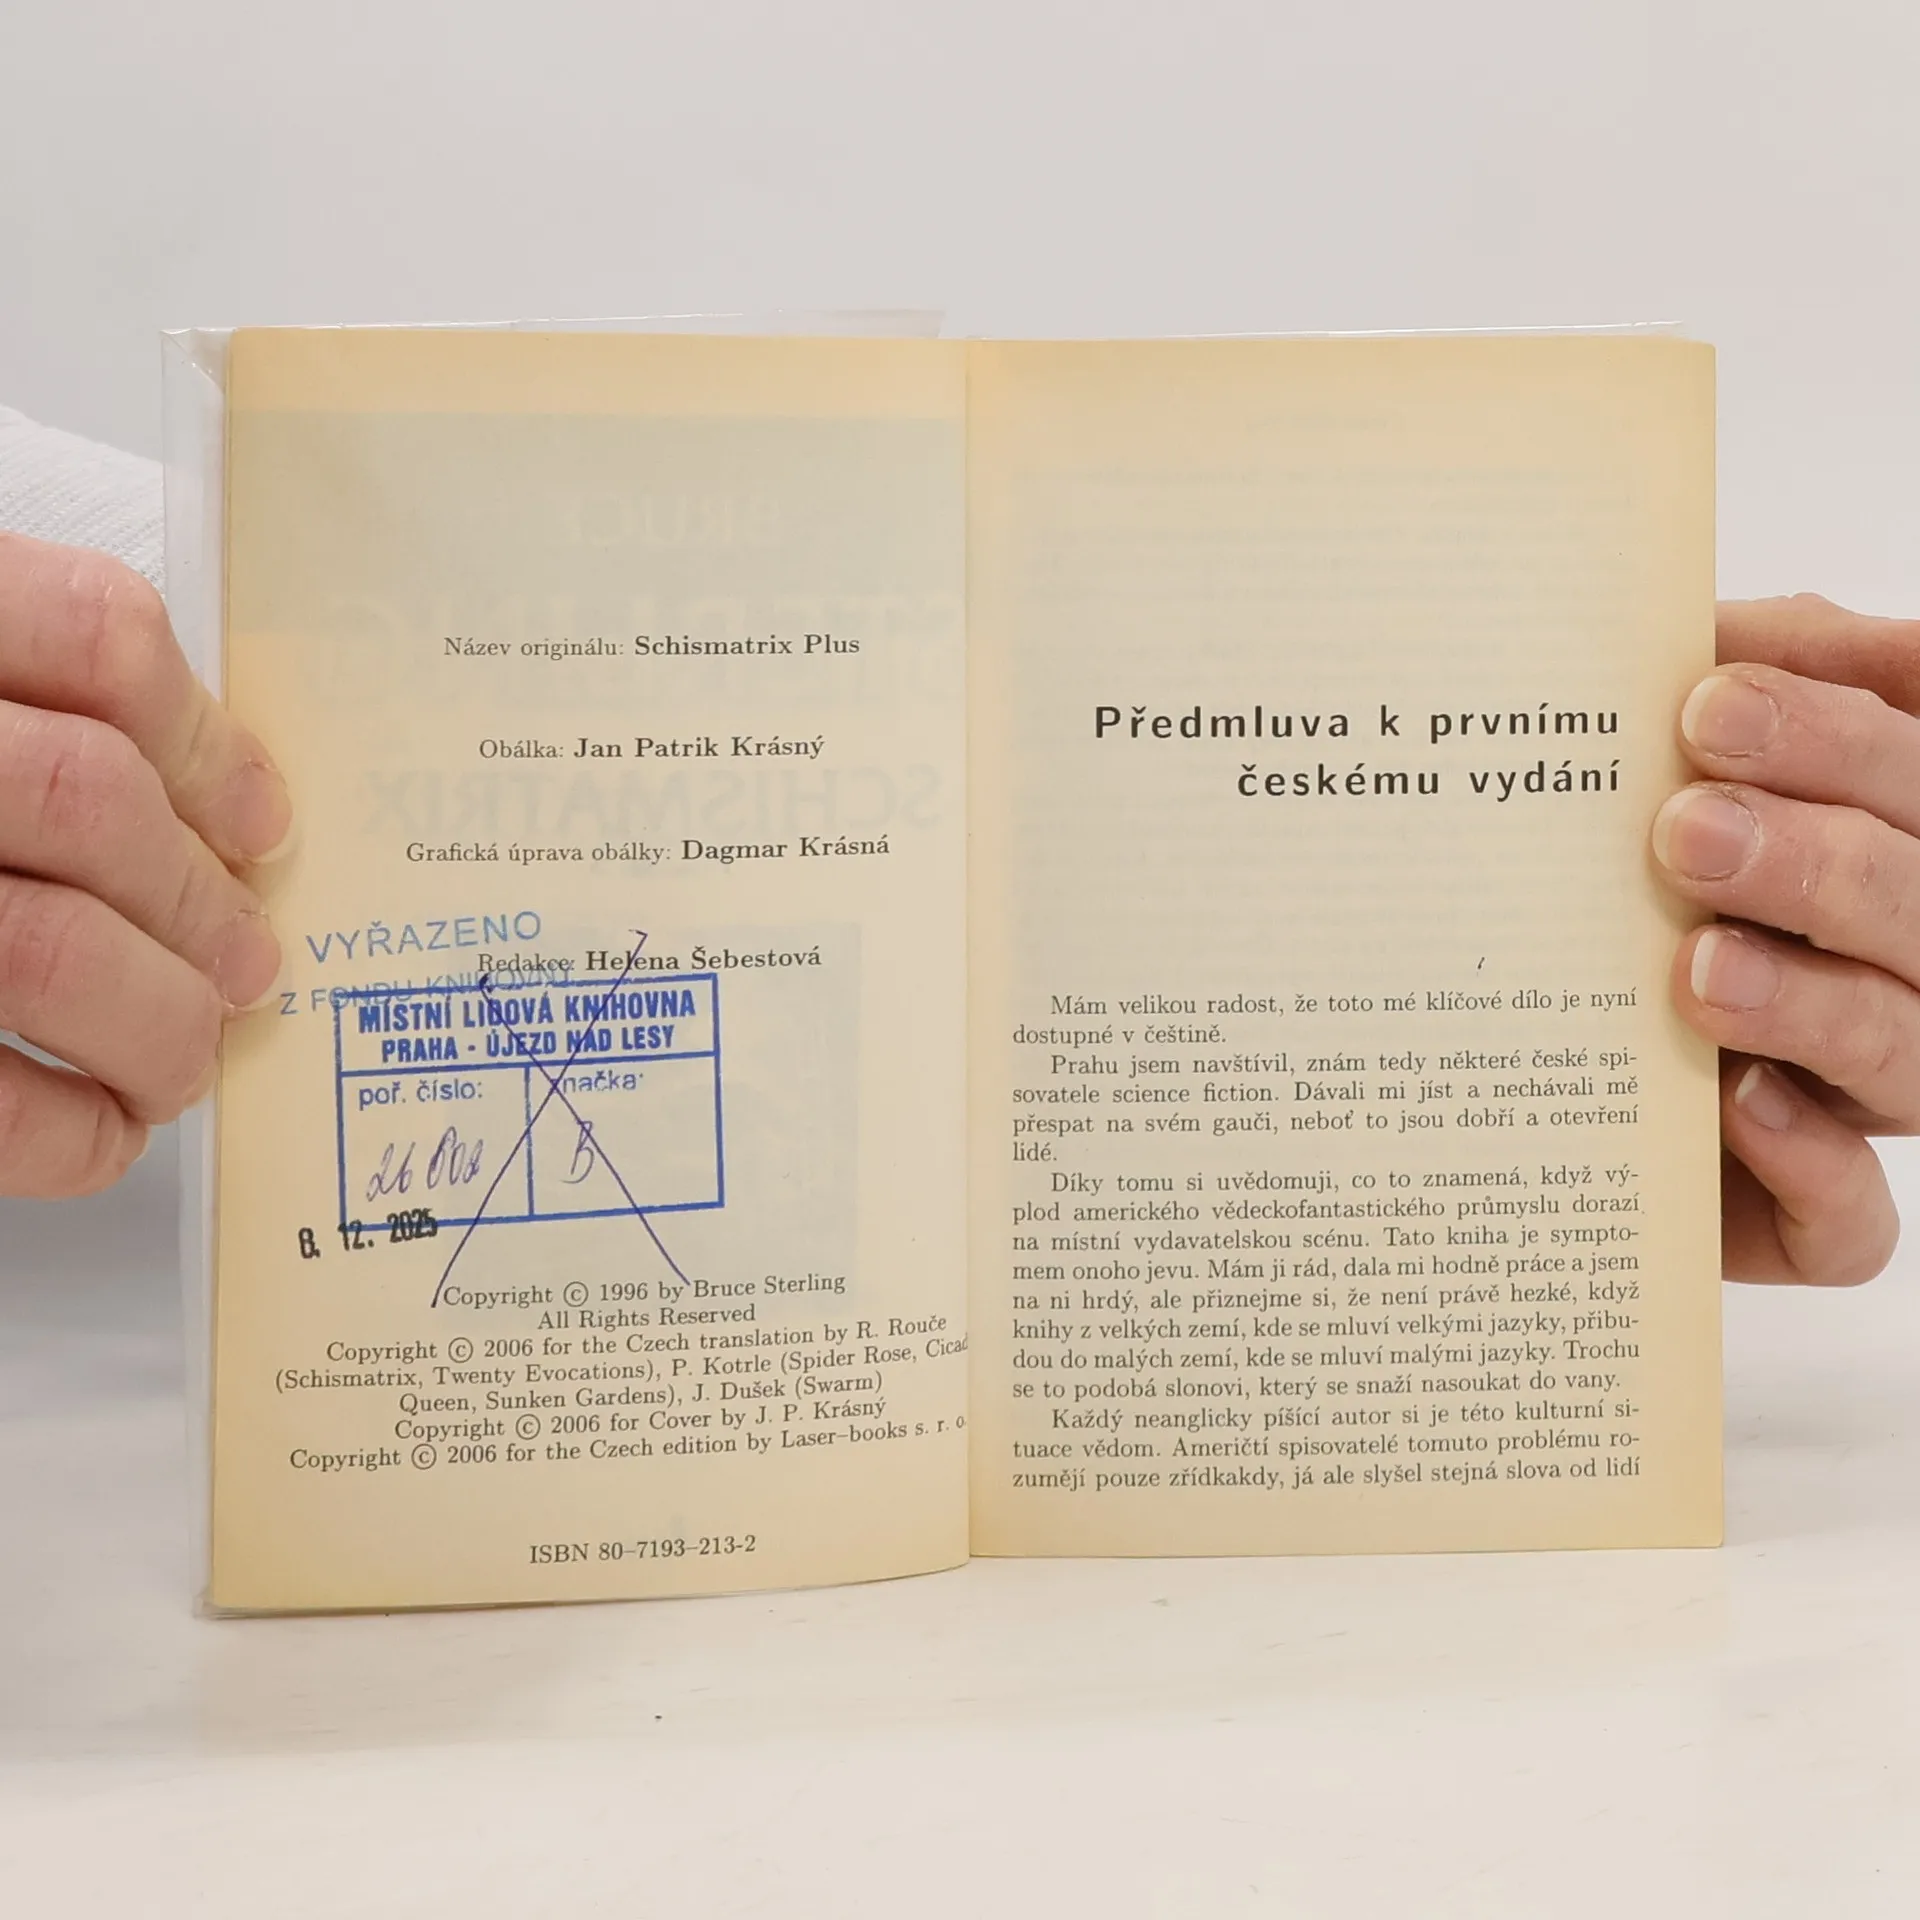 Název originálu: Schismatrix Plus
Obálka: Jan Patrik Krásný
Grafická úprava obálky: Dagmar Krásná
VYŘAZENO
Z FONDU KNIHOVNY
Redakce: Helena Šebestová
MÍSTNÍ LIDOVÁ KNIHOVNA
PRAHA - ÚJEZD NAD LESY
poř. číslo: značka:
26 802 B
8. 12. 2025
Copyright © 1996 by Bruce Sterling
All Rights Reserved
Copyright © 2006 for the Czech translation by R. Rouče
(Schismatrix, Twenty Evocations), P. Kotrle (Spider Rose, Cicad
Queen, Sunken Gardens), J. Dušek (Swarm)
Copyright © 2006 for Cover by J. P. Krásný
Copyright © 2006 for the Czech edition by Laser–books s. r. o.
ISBN 80–7193–213-2
Předmluva k prvnímu
českému vydání
Mám velikou radost, že toto mé klíčové dílo je nyní
dostupné v češtině.
Prahu jsem navštívil, znám tedy některé české spi-
sovatele science fiction. Dávali mi jíst a nechávali mě
přespat na svém gauči, neboť to jsou dobří a otevření
lidé.
Díky tomu si uvědomuji, co to znamená, když vý-
plod amerického vědeckofantastického průmyslu dorazí
na místní vydavatelskou scénu. Tato kniha je sympto-
mem onoho jevu. Mám ji rád, dala mi hodně práce a jsem
na ni hrdý, ale přiznejme si, že není právě hezké, když
knihy z velkých zemí, kde se mluví velkými jazyky, přibu-
dou do malých zemí, kde se mluví malými jazyky. Trochu
se to podobá slonovi, který se snaží nasoukat do vany.
Každý neanglicky píšící autor si je této kulturní si-
tuace vědom. Američtí spisovatelé tomuto problému ro-
zumějí pouze zřídkakdy, já ale slyšel stejná slova od lidí